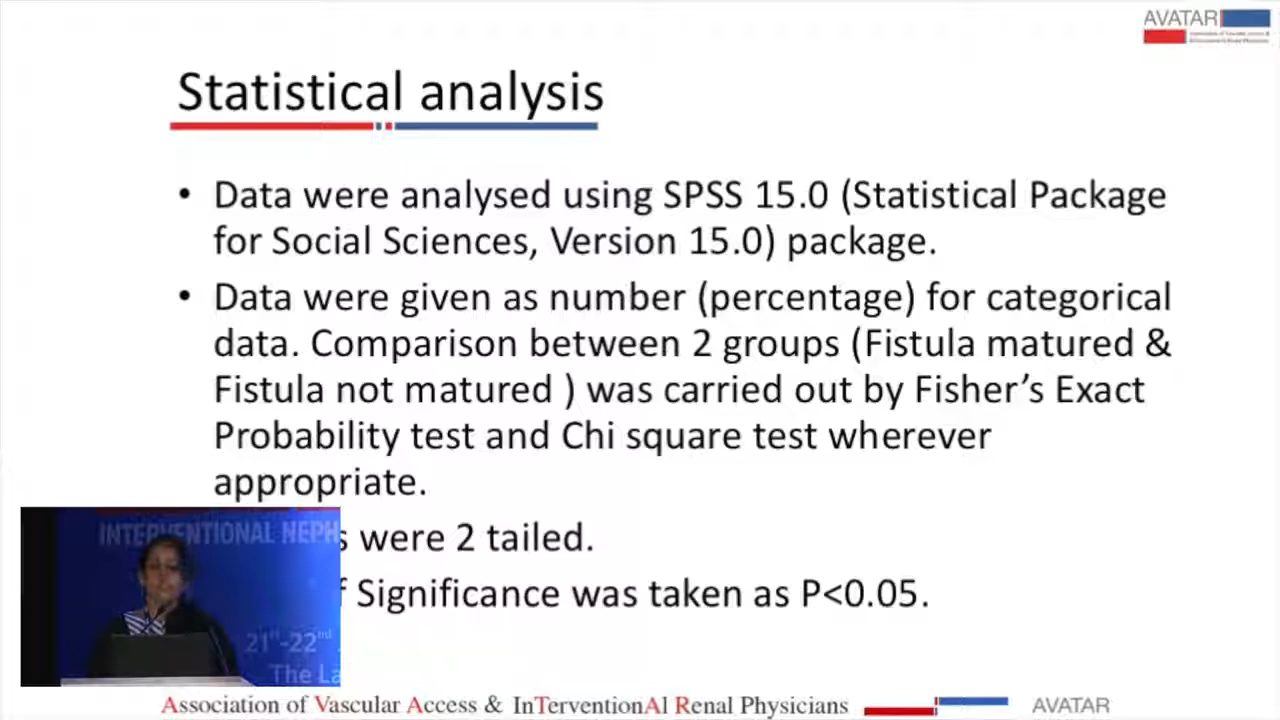 AVATAR
Statistical analysis
• Data were analysed using SPSS 15.0 (Statistical Package
for Social Sciences, Version 15.0) package.
• Data were given as number (percentage) for categorical
data. Comparison between 2 groups (Fistula matured &
Fistula not matured ) was carried out by Fisher’s Exact
Probability test and Chi square test wherever
appropriate.
s were 2 tailed.
f Significance was taken as P<0.05.
INTERVENTIONAL NEPH
21st-22nd
The La
Association of Vascular Access & InTerventionAl Renal Physicians
AVATAR